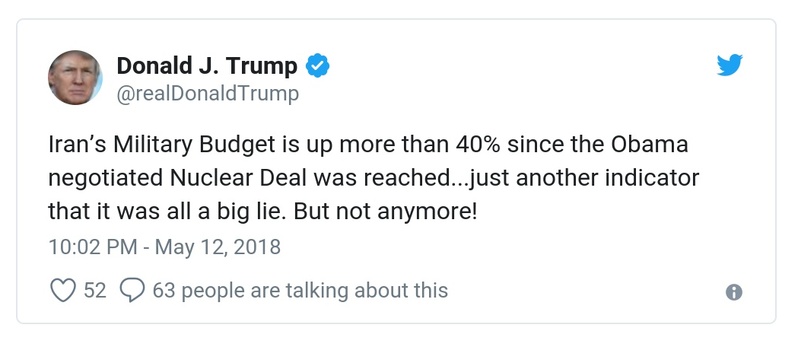 Donald J. Trump
@realDonaldTrump
Iran’s Military Budget is up more than 40% since the Obama
negotiated Nuclear Deal was reached...just another indicator
that it was all a big lie. But not anymore!
10:02 PM - May 12, 2018
52 63 people are talking about this